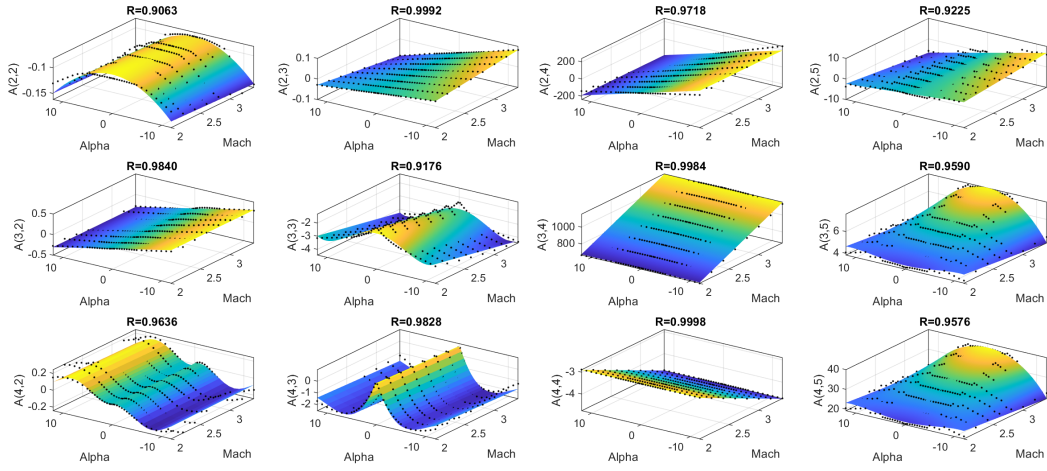 R=0.9063
A(2,2)
-0.1
-0.15
10
0
-10
Alpha
2
2.5
3
Mach
R=0.9992
A(2,3)
0.1
0
-0.1
10
0
-10
Alpha
2
2.5
3
Mach
R=0.9718
A(2,4)
200
0
-200
10
0
-10
Alpha
2
2.5
3
Mach
R=0.9225
A(2,5)
10
0
-10
10
0
-10
Alpha
2
2.5
3
Mach
R=0.9840
A(3,2)
0.5
0
-0.5
10
0
-10
Alpha
2
2.5
3
Mach
R=0.9176
A(3,3)
-2
-3
-4
10
0
-10
Alpha
2
2.5
3
Mach
R=0.9984
A(3,4)
1000
800
10
0
-10
Alpha
2
2.5
3
Mach
R=0.9590
A(3,5)
6
4
10
0
-10
Alpha
2
2.5
3
Mach
R=0.9636
A(4,2)
0.2
0
-0.2
10
0
-10
Alpha
2
2.5
3
Mach
R=0.9828
A(4,3)
0
-1
-2
10
0
-10
Alpha
2
2.5
3
Mach
R=0.9998
A(4,4)
-3
-4
10
0
-10
Alpha
2
2.5
3
Mach
R=0.9576
A(4,5)
40
30
20
10
0
-10
Alpha
2
2.5
3
Mach